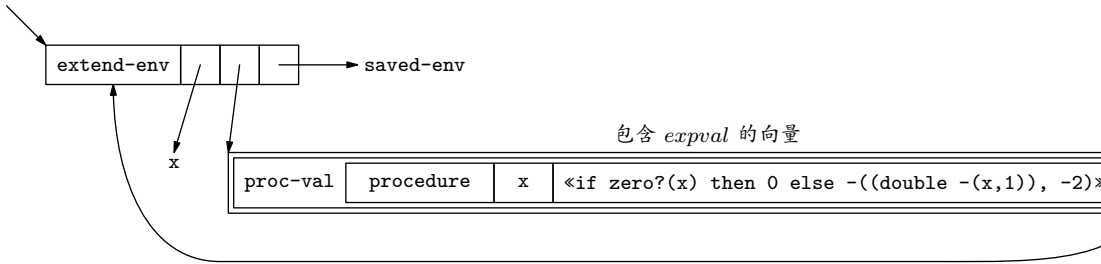 extend-env saved-env
x
包含 expval 的向量
proc-val procedure x «if zero?(x) then 0 else -((double -(x,1)), -2)»